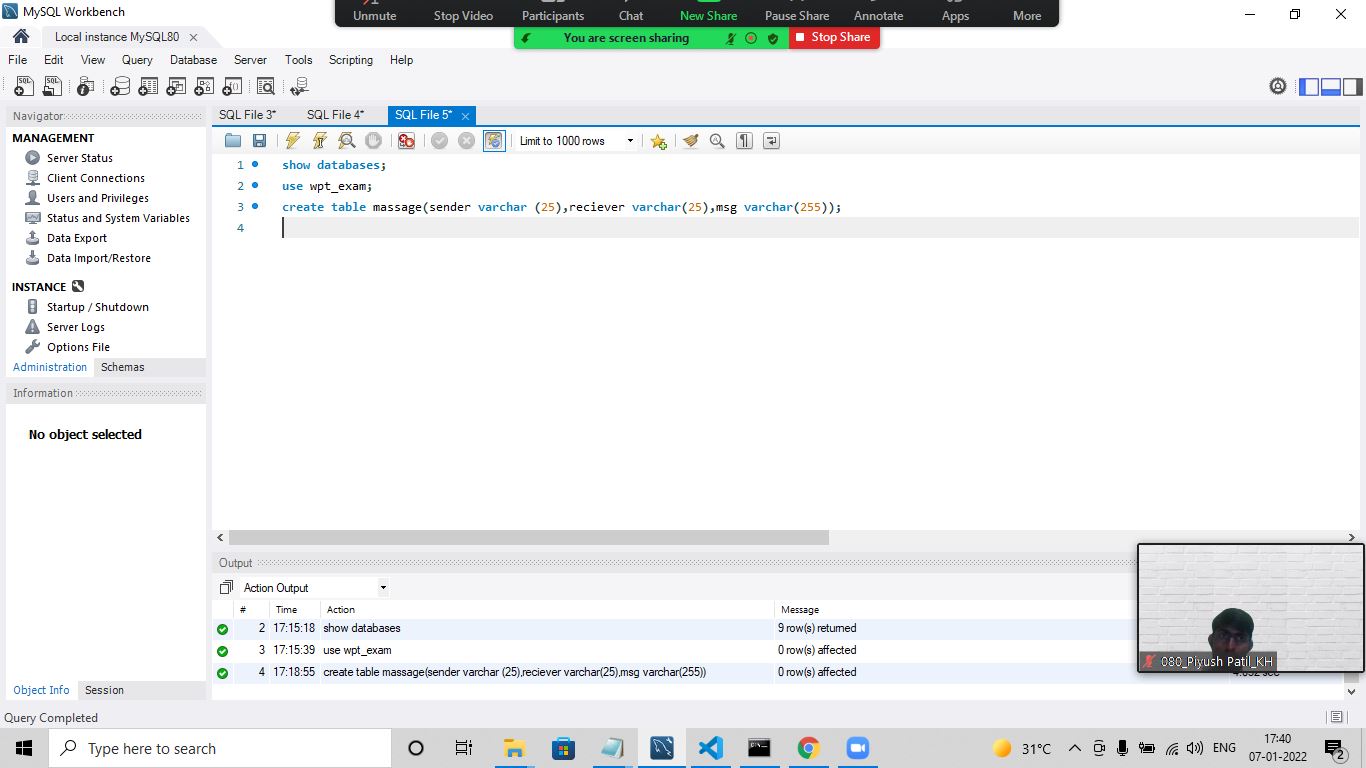 MySQL Workbench
Unmute Stop Video Participants Chat New Share Pause Share Annotate Apps More
Local instance MySQL80
You are screen sharing Stop Share
File Edit View Query Database Server Tools Scripting Help
Navigator
MANAGEMENT
Server Status
Client Connections
Users and Privileges
Status and System Variables
Data Export
Data Import/Restore
INSTANCE
Startup / Shutdown
Server Logs
Options File
Administration Schemas
Information
No object selected
Object Info Session
SQL File 3* SQL File 4* SQL File 5*
Limit to 1000 rows
1 show databases;
2 use wpt_exam;
3 create table massage(sender varchar (25),reciever varchar(25),msg varchar(255));
4
Output
Action Output
# Time Action Message
2 17:15:18 show databases 9 row(s) returned
3 17:15:39 use wpt_exam 0 row(s) affected
4 17:18:55 create table massage(sender varchar (25),reciever varchar(25),msg varchar(255)) 0 row(s) affected
080_Piyush Patil_KH
Query Completed
Type here to search
31°C ENG 17:40
07-01-2022
2